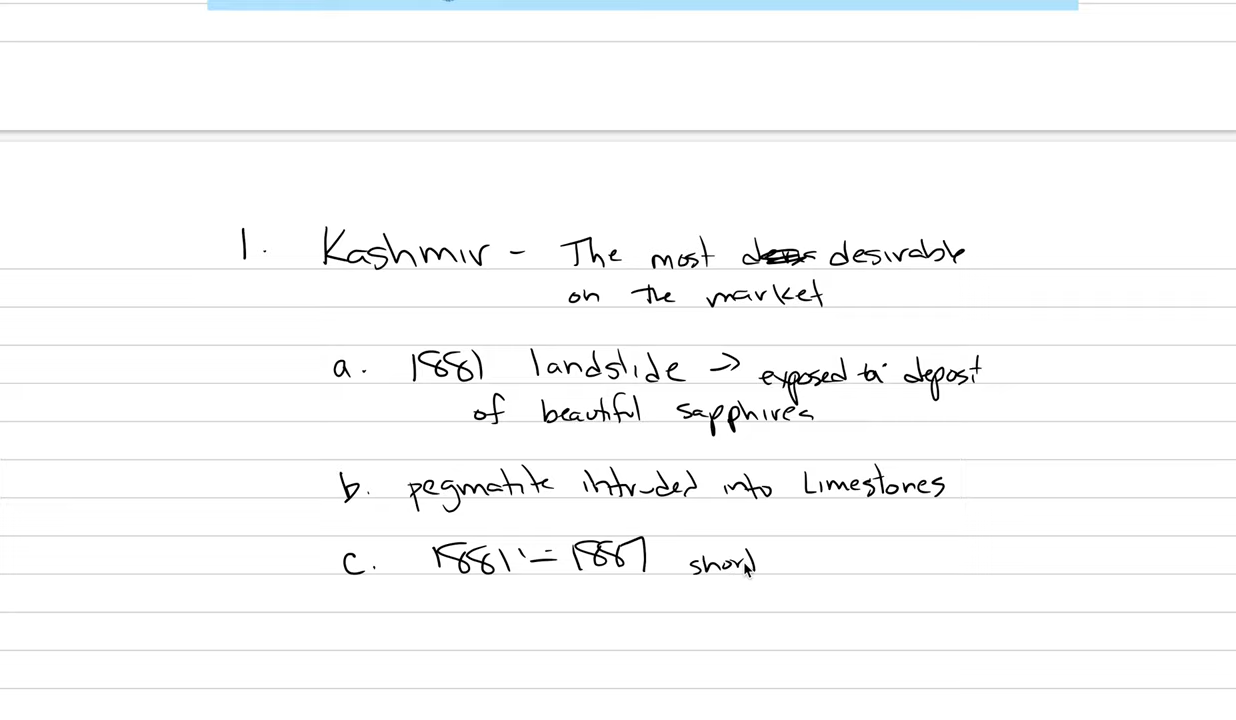 1. Kashmir - The most desirable
on the market
a. 1881 landslide -> exposed a deposit
of beautiful sapphires
b. pegmatite intruded into Limestones
c. 1881 - 1887 shor